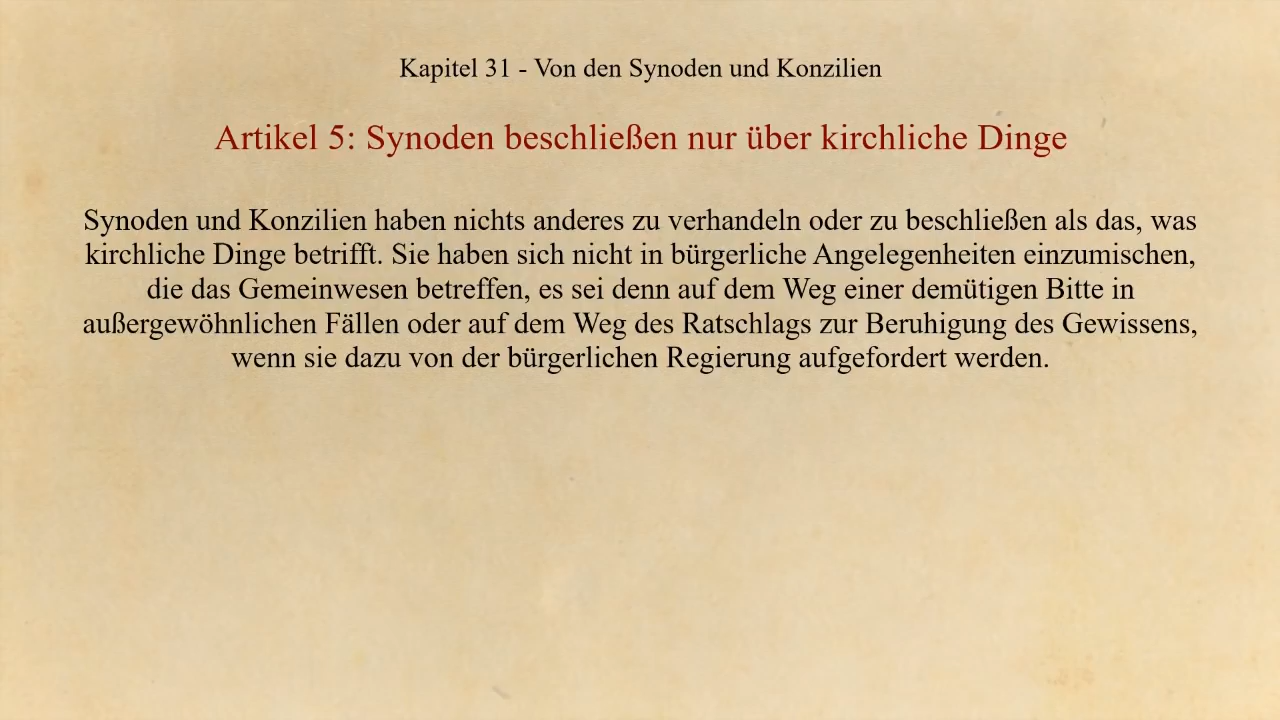 Kapitel 31 - Von den Synoden und Konzilien
Artikel 5: Synoden beschließen nur über kirchliche Dinge
Synoden und Konzilien haben nichts anderes zu verhandeln oder zu beschließen als das, was
kirchliche Dinge betrifft. Sie haben sich nicht in bürgerliche Angelegenheiten einzumischen,
die das Gemeinwesen betreffen, es sei denn auf dem Weg einer demütigen Bitte in
außergewöhnlichen Fällen oder auf dem Weg des Ratschlags zur Beruhigung des Gewissens,
wenn sie dazu von der bürgerlichen Regierung aufgefordert werden.